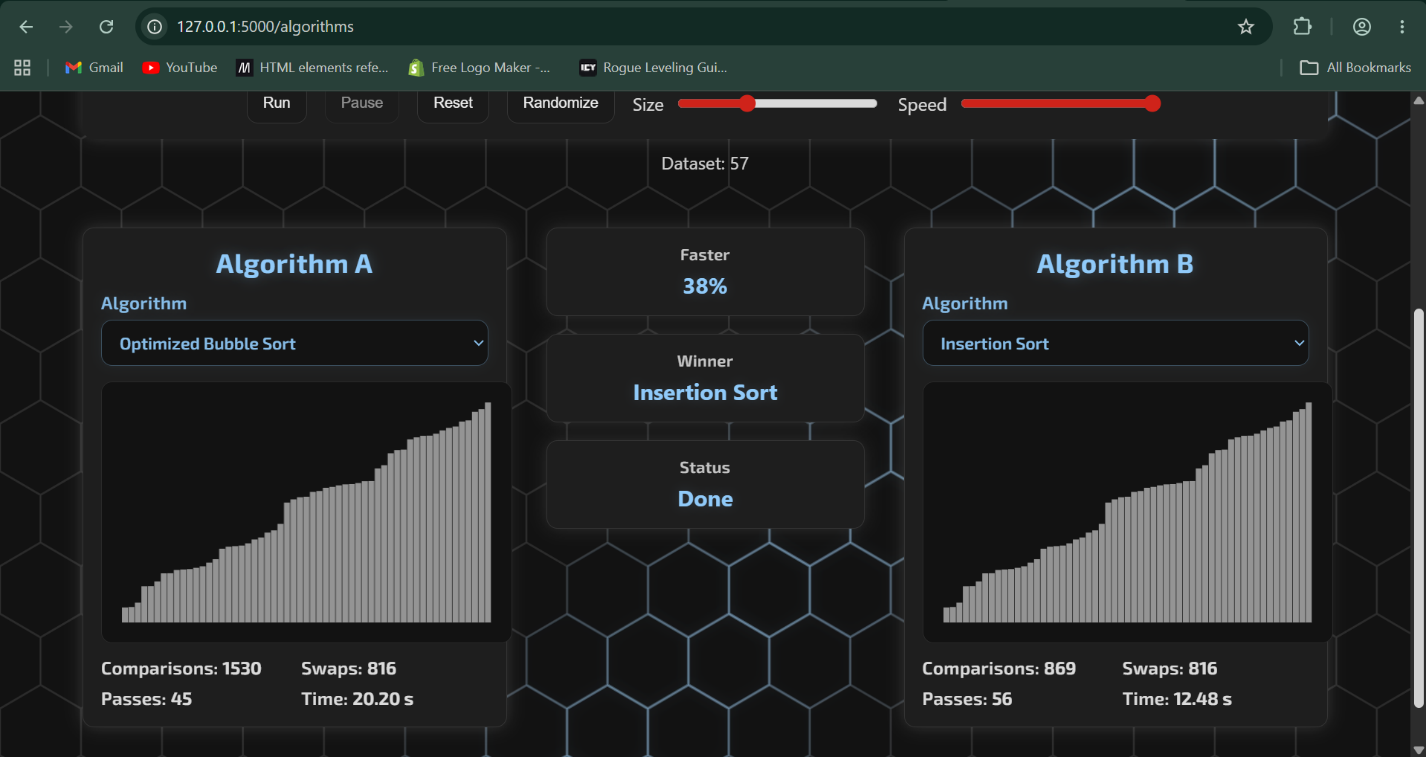 127.0.0.1:5000/algorithms
Gmail YouTube HTML elements refe... Free Logo Maker -... ICY Rogue Leveling Gui... All Bookmarks
Run Pause Reset Randomize Size Speed
Dataset: 57
Algorithm A
Algorithm
Optimized Bubble Sort
Comparisons: 1530 Swaps: 816
Passes: 45 Time: 20.20 s
Faster
38%
Winner
Insertion Sort
Status
Done
Algorithm B
Algorithm
Insertion Sort
Comparisons: 869 Swaps: 816
Passes: 56 Time: 12.48 s